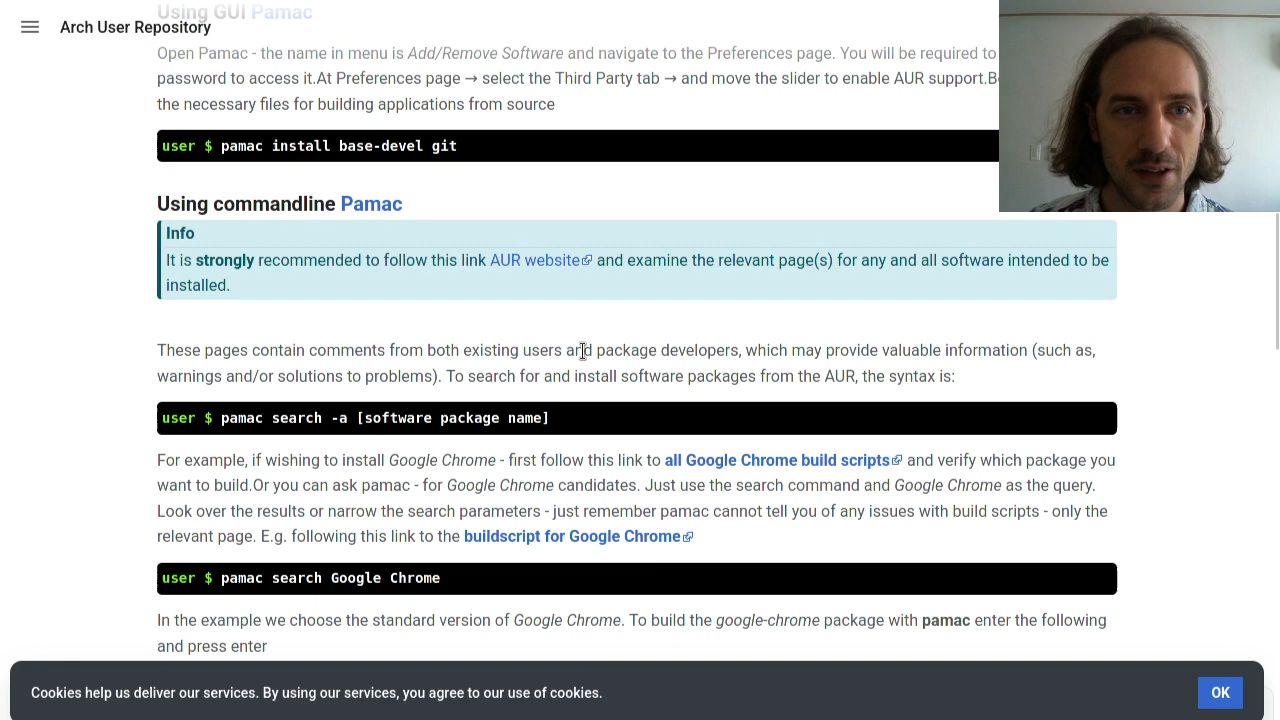 Using GUI Pamac
Arch User Repository
Open Pamac - the name in menu is Add/Remove Software and navigate to the Preferences page. You will be required to
password to access it.At Preferences page → select the Third Party tab → and move the slider to enable AUR support.
the necessary files for building applications from source
user $ pamac install base-devel git
Using commandline Pamac
Info
It is strongly recommended to follow this link AUR website and examine the relevant page(s) for any and all software intended to be
installed.
These pages contain comments from both existing users and package developers, which may provide valuable information (such as,
warnings and/or solutions to problems). To search for and install software packages from the AUR, the syntax is:
user $ pamac search -a [software package name]
For example, if wishing to install Google Chrome - first follow this link to all Google Chrome build scripts and verify which package you
want to build.Or you can ask pamac - for Google Chrome candidates. Just use the search command and Google Chrome as the query.
Look over the results or narrow the search parameters - just remember pamac cannot tell you of any issues with build scripts - only the
relevant page. E.g. following this link to the buildscript for Google Chrome
user $ pamac search Google Chrome
In the example we choose the standard version of Google Chrome. To build the google-chrome package with pamac enter the following
and press enter
Cookies help us deliver our services. By using our services, you agree to our use of cookies.
OK